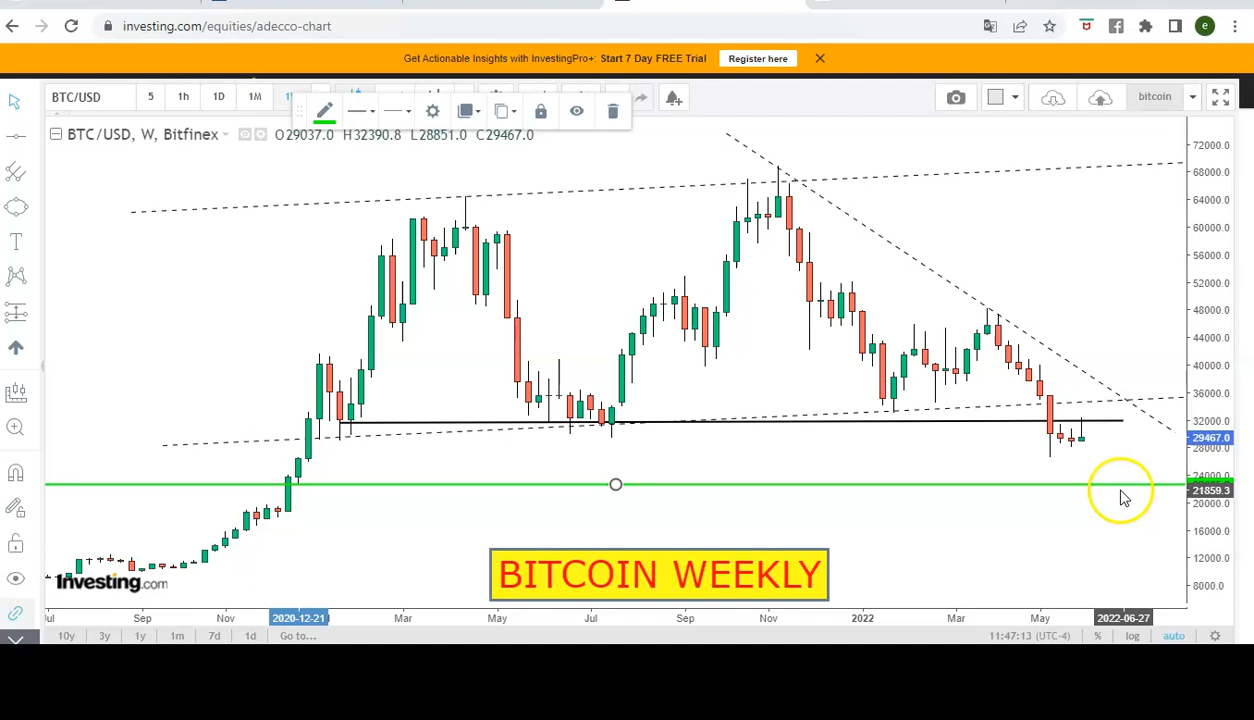 investing.com/equities/adecco-chart
e
Get Actionable Insights with InvestingPro+: Start 7 Day FREE Trial
Register here
BTC/USD
5
1h
1D
1M
bitcoin
BTC/USD, W, Bitfinex
O29037.0 H32390.8 L28851.0 C29467.0
72000.0
68000.0
64000.0
60000.0
56000.0
52000.0
48000.0
44000.0
40000.0
36000.0
32000.0
29467.0
28000.0
24000.0
21859.3
20000.0
16000.0
12000.0
8000.0
T
BITCOIN WEEKLY
Investing.com
Sep
Nov
2020-12-21
Mar
May
Jul
Sep
Nov
2022
Mar
May
2022-06-27
10y
3y
1y
1m
7d
1d
Go to...
11:47:13 (UTC-4)
%
log
auto